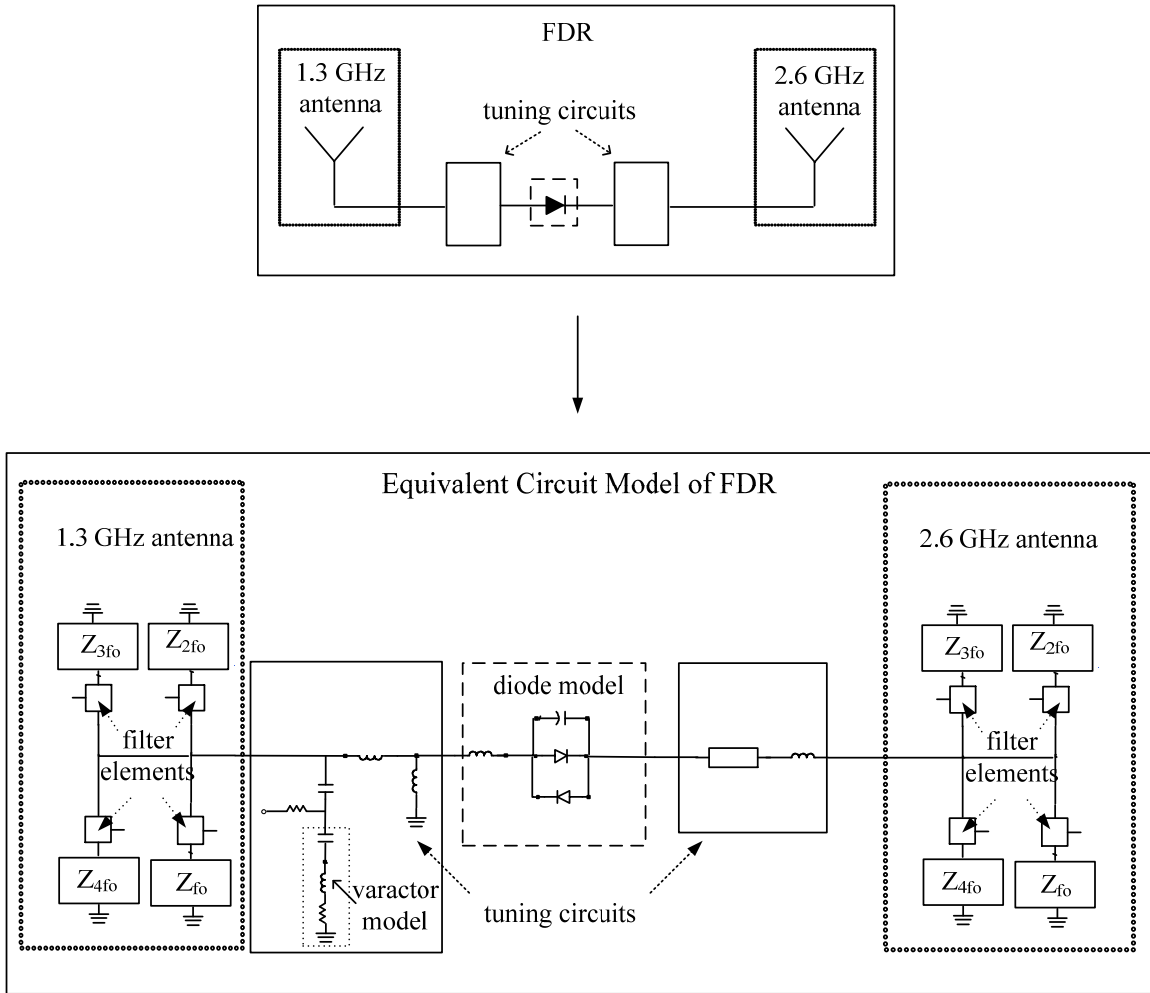 FDR
1.3 GHz
antenna
2.6 GHz
antenna
tuning circuits
Equivalent Circuit Model of FDR
1.3 GHz antenna
2.6 GHz antenna
Z3fo
Z2fo
filter
elements
Z4fo
Zfo
varactor
model
diode model
tuning circuits
Z3fo
Z2fo
filter
elements
Z4fo
Zfo